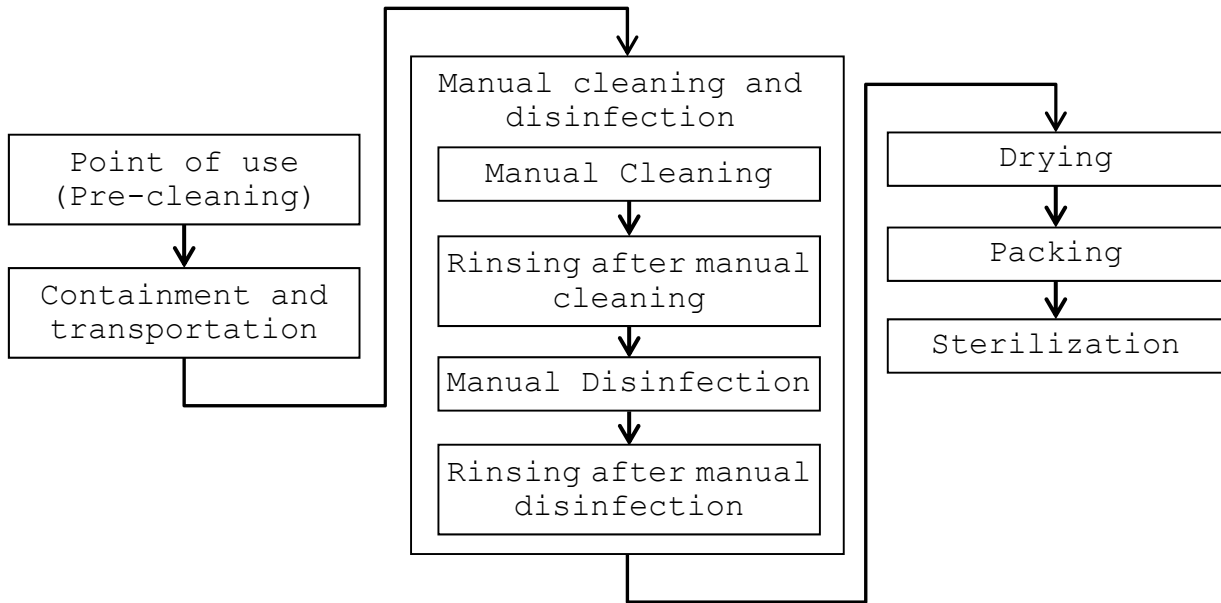 Point of use
(Pre-cleaning)
Containment and
transportation
Manual cleaning and
disinfection
Manual Cleaning
Rinsing after manual
cleaning
Manual Disinfection
Rinsing after manual
disinfection
Drying
Packing
Sterilization